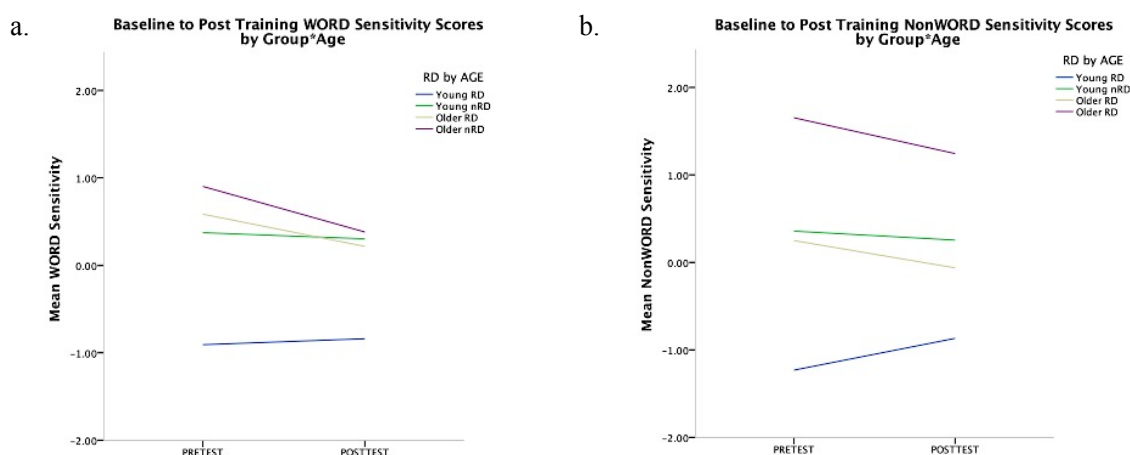 a.
Baseline to Post Training WORD Sensitivity Scores
by Group*Age
RD by AGE
Young RD
Young nRD
Older RD
Older nRD
Mean WORD Sensitivity
2.00
1.00
0.00
-1.00
-2.00
PRETEST
POSTTEST
b.
Baseline to Post Training NonWORD Sensitivity Scores
by Group*Age
RD by AGE
Young RD
Young nRD
Older RD
Older RD
Mean NonWORD Sensitivity
2.00
1.00
0.00
-1.00
-2.00
PRETEST
POSTTEST